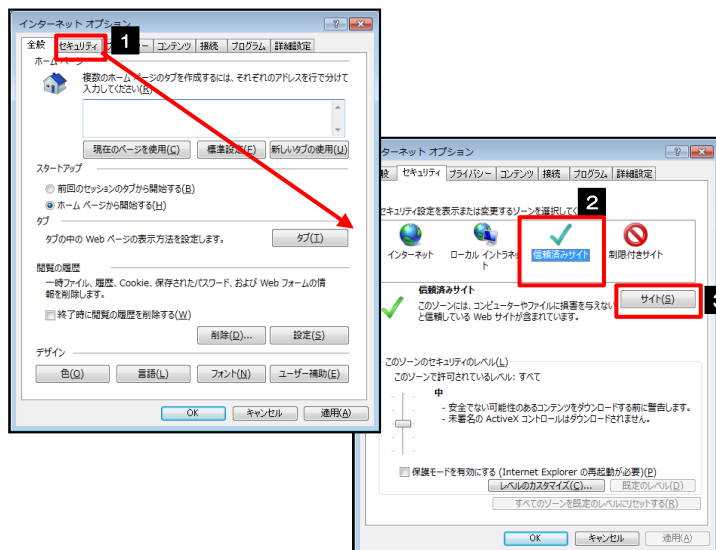 インターネット オプション
全般 セキュリティ コンテンツ 接続 プログラム 詳細設定
1
ホーム ページ
複数のホーム ページのタブを作成するには、それぞれのアドレスを行で分けて
入力してください(R)
現在のページを使用(C) 標準設定(F) 新しいタブの使用(U)
スタートアップ
前回のセッションのタブから開始する(B)
ホーム ページから開始する(H)
タブ
タブの中の Web ページの表示方法を設定します。 タブ(T)
閲覧の履歴
一時ファイル、履歴、Cookie、保存されたパスワード、および Web フォームの情
報を削除します。
終了時に閲覧の履歴を削除する(W)
削除(D)... 設定(S)
デザイン
色(O) 言語(L) フォント(N) ユーザー補助(E)
OK キャンセル 適用(A)
ターネット オプション
セキュリティ プライバシー コンテンツ 接続 プログラム 詳細設定
セキュリティ設定を表示または変更するゾーンを選択して
2
インターネット ローカル イントラネッ
ト
信頼済みサイト 制限付きサイト
信頼済みサイト
このゾーンには、コンピューターやファイルに損害を与えない
と信頼している Web サイトが含まれています。
サイト(S)
3
このゾーンのセキュリティのレベル(L)
このゾーンで許可されているレベル: すべて
中
- 安全でない可能性のあるコンテンツをダウンロードする前に警告します。
- 未署名の ActiveX コントロールはダウンロードされません。
保護モードを有効にする (Internet Explorer の再起動が必要)(P)
レベルのカスタマイズ(C)... 既定のレベル(D)
すべてのゾーンを既定のレベルにリセットする(R)
OK キャンセル 適用(A)